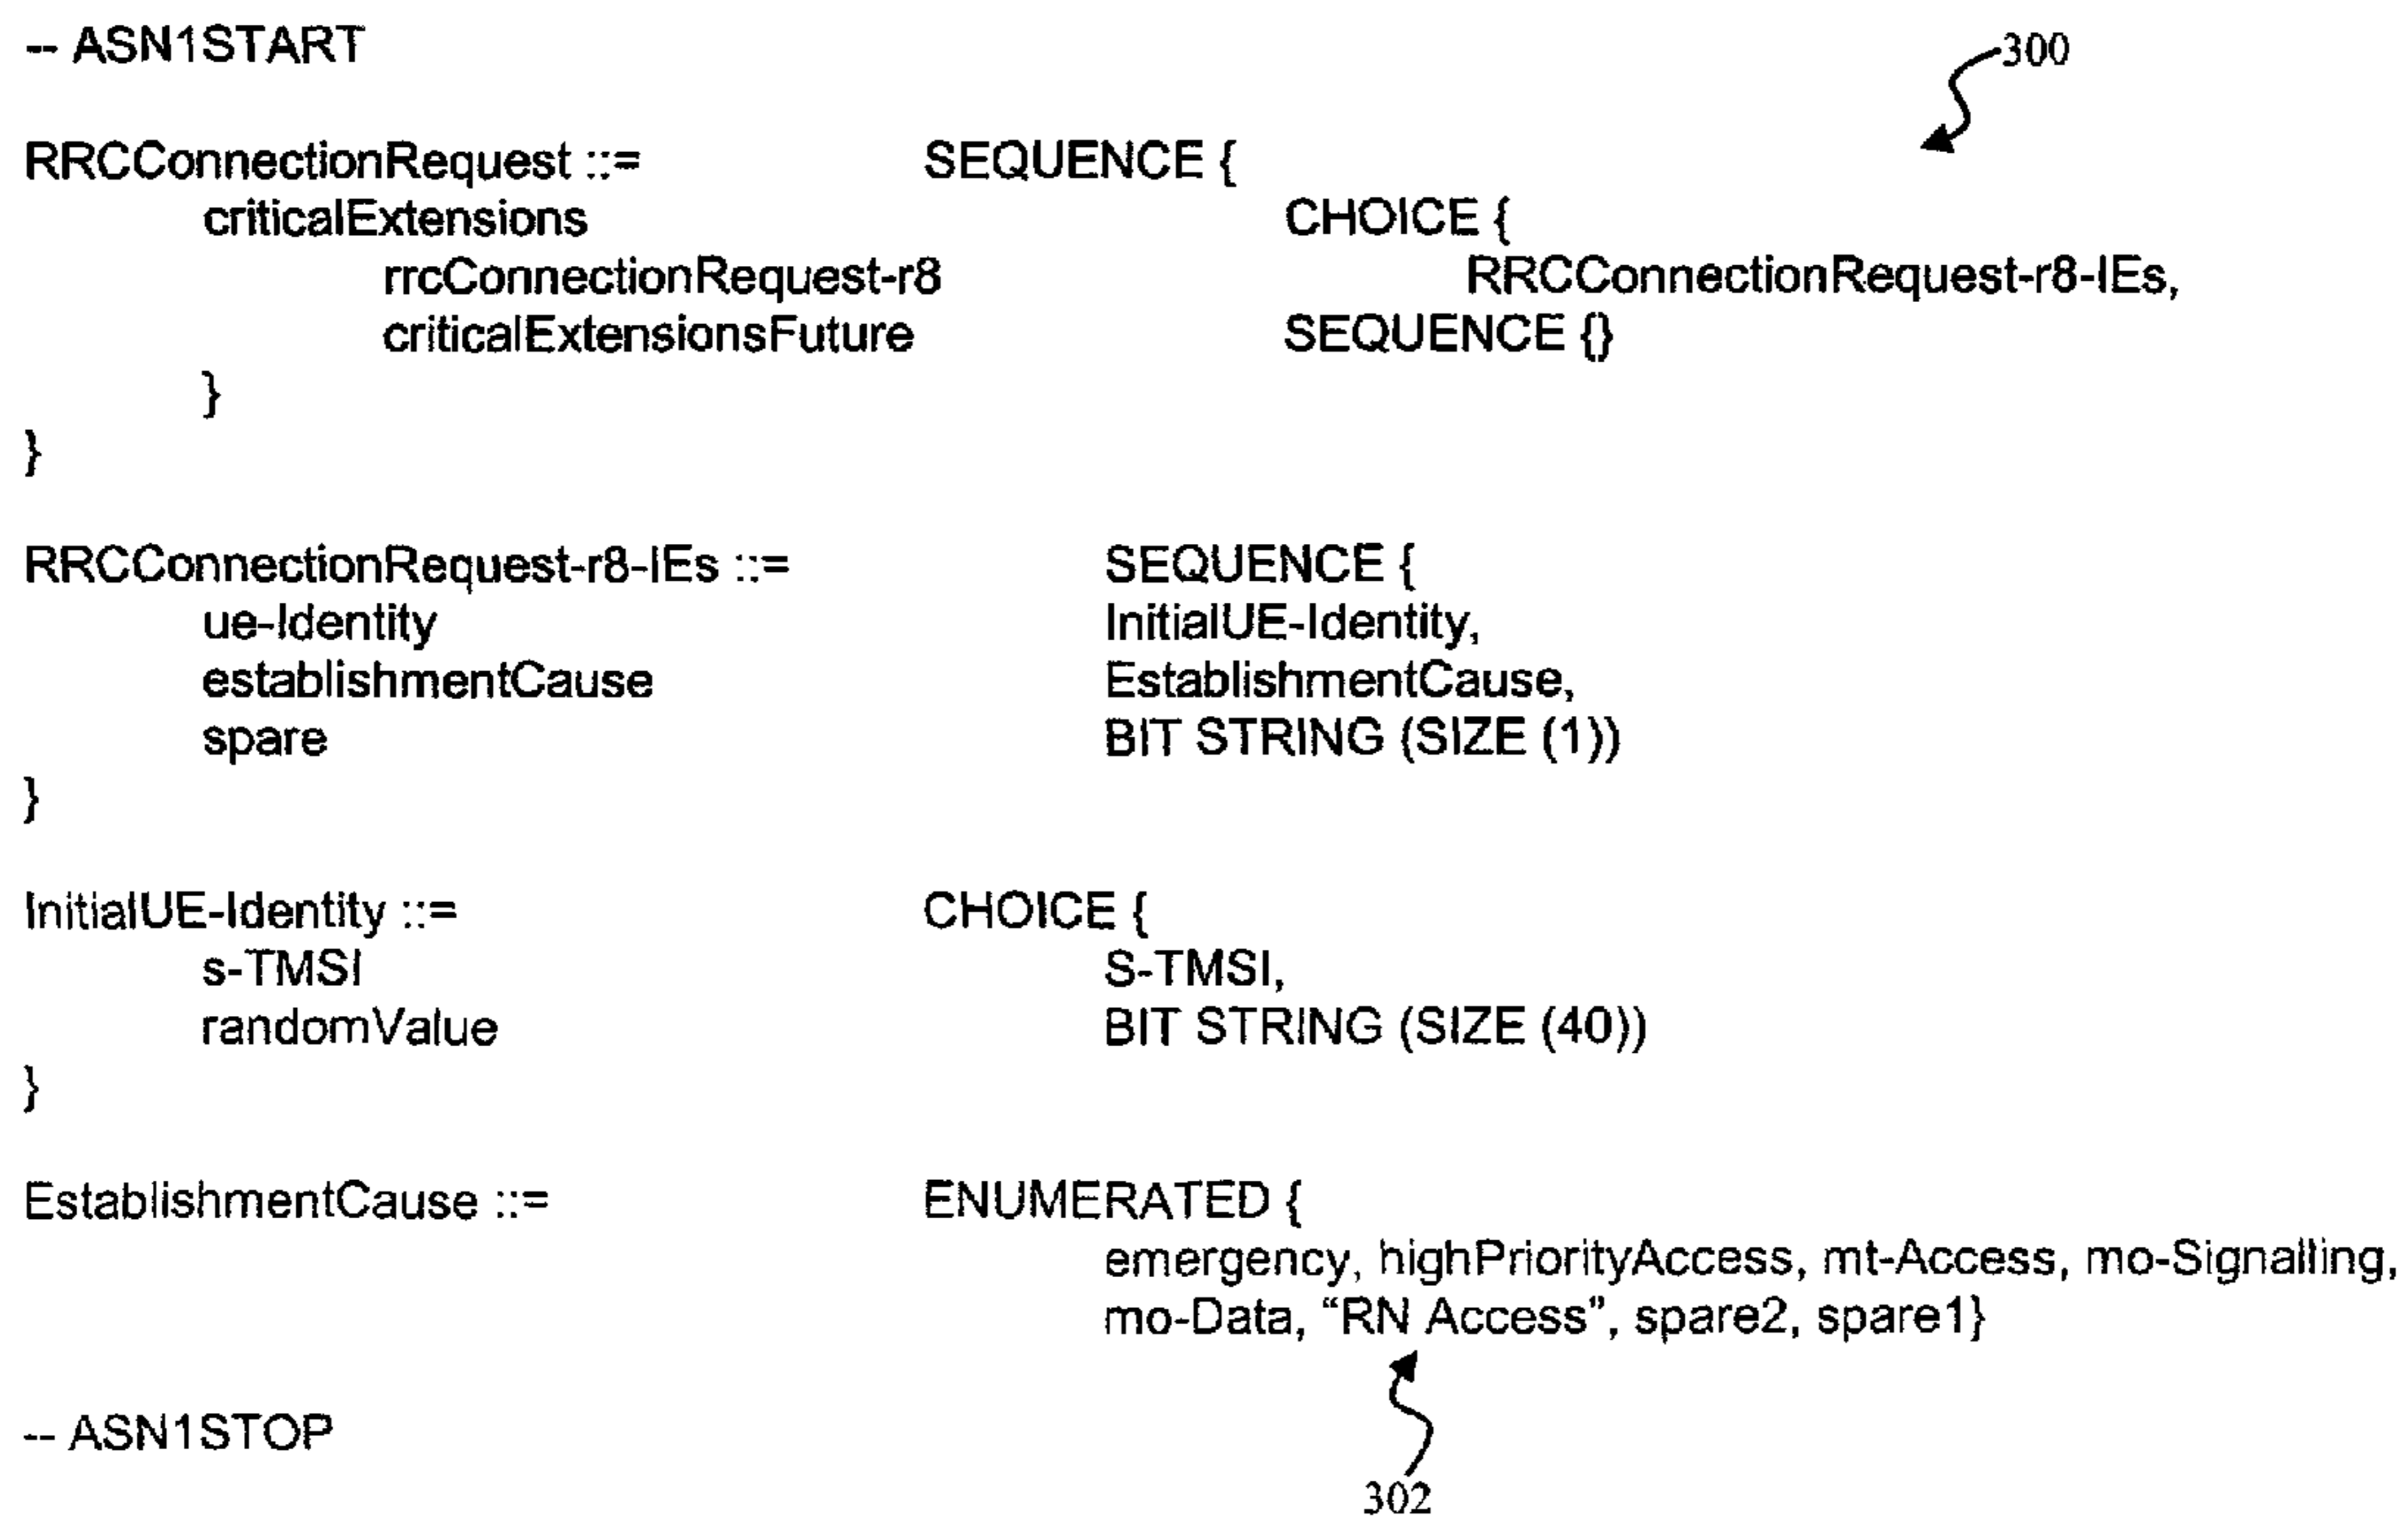 -- ASN1START
300
RRCConnectionRequest ::= SEQUENCE {
criticalExtensions CHOICE {
rrcConnectionRequest-r8 RRCConnectionRequest-r8-IEs,
criticalExtensionsFuture SEQUENCE {}
}
}
RRCConnectionRequest-r8-IEs ::= SEQUENCE {
ue-Identity InitialUE-Identity,
establishmentCause EstablishmentCause,
spare BIT STRING (SIZE (1))
}
InitialUE-Identity ::= CHOICE {
s-TMSI S-TMSI,
randomValue BIT STRING (SIZE (40))
}
EstablishmentCause ::= ENUMERATED {
emergency, highPriorityAccess, mt-Access, mo-Signalling,
mo-Data, “RN Access”, spare2, spare1}
-- ASN1STOP
302